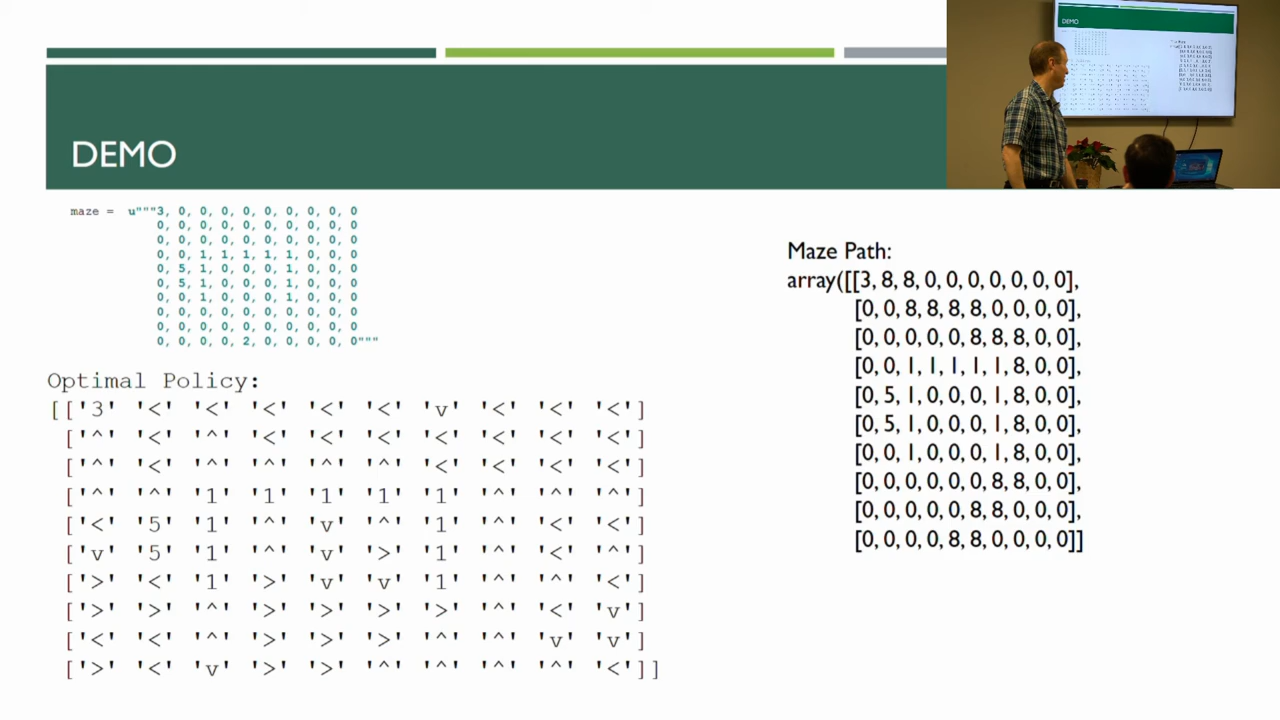 DEMO
maze = u"""3, 0, 0, 0, 0, 0, 0, 0, 0, 0
0, 0, 0, 0, 0, 0, 0, 0, 0, 0
0, 0, 0, 0, 0, 0, 0, 0, 0, 0
0, 0, 1, 1, 1, 1, 1, 0, 0, 0
0, 5, 1, 0, 0, 0, 1, 0, 0, 0
0, 5, 1, 0, 0, 0, 1, 0, 0, 0
0, 0, 1, 0, 0, 0, 1, 0, 0, 0
0, 0, 0, 0, 0, 0, 0, 0, 0, 0
0, 0, 0, 0, 0, 0, 0, 0, 0, 0
0, 0, 0, 0, 2, 0, 0, 0, 0, 0"""
Optimal Policy:
[['3' '<' '<' '<' '<' '<' 'v' '<' '<' '<']
['^' '<' '^' '<' '<' '<' '<' '<' '<' '<']
['^' '<' '^' '^' '^' '^' '<' '<' '<' '<']
['^' '^' '1' '1' '1' '1' '1' '^' '^' '^']
['<' '5' '1' '^' 'v' '^' '1' '^' '<' '<']
['v' '5' '1' '^' 'v' '>' '1' '^' '<' '^']
['>' '<' '1' '>' 'v' 'v' '1' '^' '^' '<']
['>' '>' '^' '>' '>' '>' '>' '^' '<' 'v']
['<' '<' '^' '>' '>' '>' '^' '^' 'v' 'v']
['>' '<' 'v' '>' '>' '^' '^' '^' '^' '<']]
Maze Path:
array([[3, 8, 8, 0, 0, 0, 0, 0, 0, 0],
[0, 0, 8, 8, 8, 8, 0, 0, 0, 0],
[0, 0, 0, 0, 0, 8, 8, 8, 0, 0],
[0, 0, 1, 1, 1, 1, 1, 8, 0, 0],
[0, 5, 1, 0, 0, 0, 1, 8, 0, 0],
[0, 5, 1, 0, 0, 0, 1, 8, 0, 0],
[0, 0, 1, 0, 0, 0, 1, 8, 0, 0],
[0, 0, 0, 0, 0, 0, 8, 8, 0, 0],
[0, 0, 0, 0, 0, 8, 8, 0, 0, 0],
[0, 0, 0, 0, 8, 8, 0, 0, 0, 0]]
DEMO